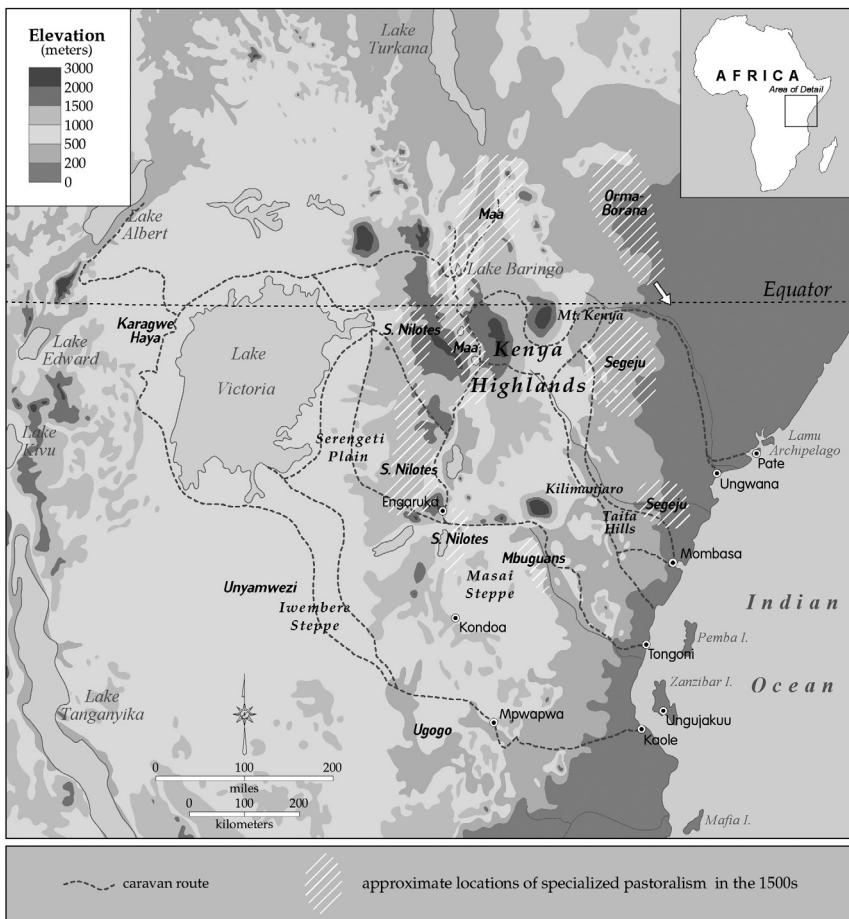 Elevation
(meters)
3000
2000
1500
1000
500
200
0
Lake
Turkana
AFRICA
Area of Detail
Maa
Orma-
Borana
Lake
Albert
Lake Baringo
Equator
Mt. Kenya
Karagwe
Haya
S. Nilotes
Lake
Edward
Maa
Kenya
Highlands
Segeju
Lake
Victoria
Lake
Kivu
Lamu
Archipelago
Pate
Serengeti
Plain
Ungwana
S. Nilotes
Kilimanjaro
Engaruka
Segeju
Taita
Hills
S. Nilotes
Mbuguans
Mombasa
Masai
Steppe
Unyamwezi
Iwembere
Steppe
Indian
Ocean
Kondoa
Pemba I.
Tongoni
Lake
Tanganyika
Zanzibar I.
Ungujakuu
Mpwapwa
Ugogo
Kaole
100 0 100 200
miles
100 0 100 200
kilometers
Mafia I.
caravan route
approximate locations of specialized pastoralism in the 1500s